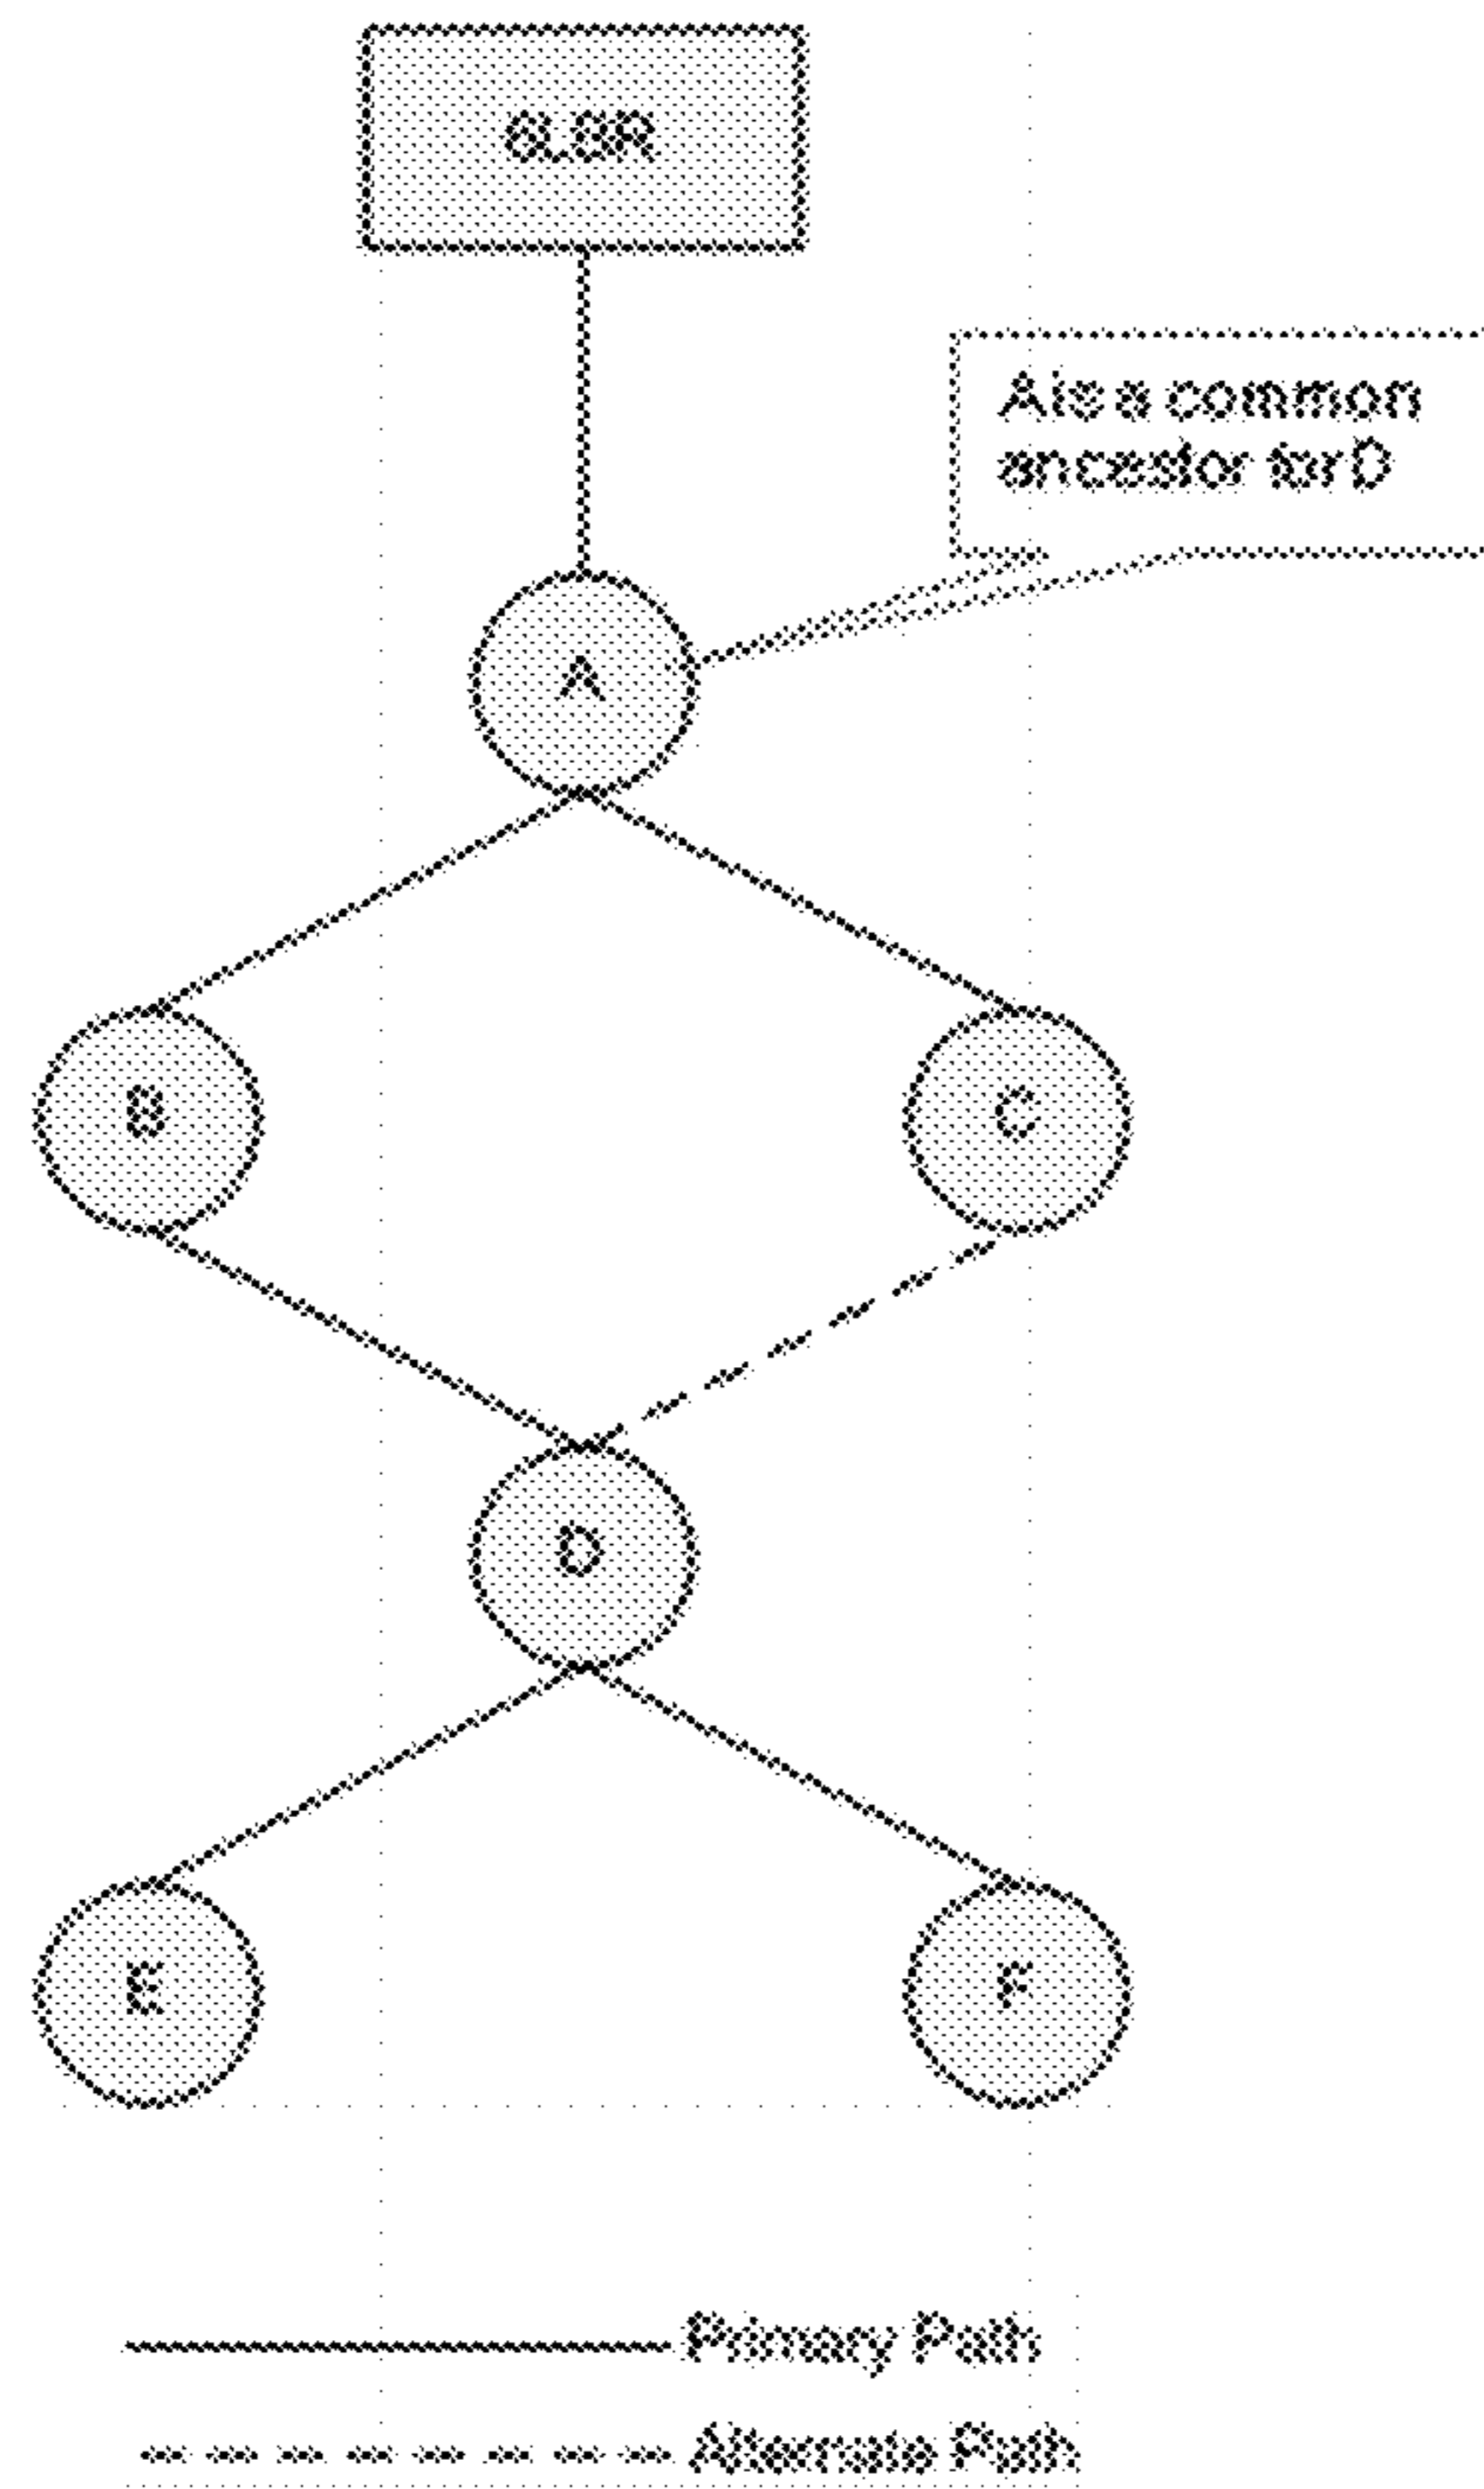 6LBR
A is a common
ancestor for D
A
B
C
D
E
F
Primary Path
Alternate Path